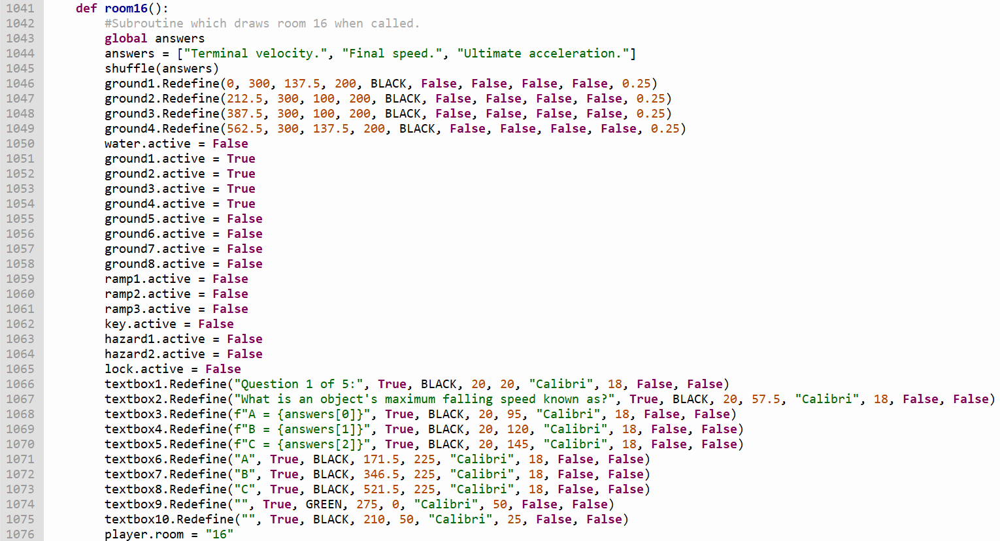 1041 def room16():
1042 #Subroutine which draws room 16 when called.
1043 global answers
1044 answers = ["Terminal velocity.", "Final speed.", "Ultimate acceleration."]
1045 shuffle(answers)
1046 ground1.Redefine(0, 300, 137.5, 200, BLACK, False, False, False, False, 0.25)
1047 ground2.Redefine(212.5, 300, 100, 200, BLACK, False, False, False, False, 0.25)
1048 ground3.Redefine(387.5, 300, 100, 200, BLACK, False, False, False, False, 0.25)
1049 ground4.Redefine(562.5, 300, 137.5, 200, BLACK, False, False, False, False, 0.25)
1050 water.active = False
1051 ground1.active = True
1052 ground2.active = True
1053 ground3.active = True
1054 ground4.active = True
1055 ground5.active = False
1056 ground6.active = False
1057 ground7.active = False
1058 ground8.active = False
1059 ramp1.active = False
1060 ramp2.active = False
1061 ramp3.active = False
1062 key.active = False
1063 hazard1.active = False
1064 hazard2.active = False
1065 lock.active = False
1066 textbox1.Redefine("Question 1 of 5:", True, BLACK, 20, 20, "Calibri", 18, False, False)
1067 textbox2.Redefine("What is an object's maximum falling speed known as?", True, BLACK, 20, 57.5, "Calibri", 18, False, False)
1068 textbox3.Redefine(f"A = {answers[0]}", True, BLACK, 20, 95, "Calibri", 18, False, False)
1069 textbox4.Redefine(f"B = {answers[1]}", True, BLACK, 20, 120, "Calibri", 18, False, False)
1070 textbox5.Redefine(f"C = {answers[2]}", True, BLACK, 20, 145, "Calibri", 18, False, False)
1071 textbox6.Redefine("A", True, BLACK, 171.5, 225, "Calibri", 18, False, False)
1072 textbox7.Redefine("B", True, BLACK, 346.5, 225, "Calibri", 18, False, False)
1073 textbox8.Redefine("C", True, BLACK, 521.5, 225, "Calibri", 18, False, False)
1074 textbox9.Redefine("", True, GREEN, 275, 0, "Calibri", 50, False, False)
1075 textbox10.Redefine("", True, BLACK, 210, 50, "Calibri", 25, False, False)
1076 player.room = "16"